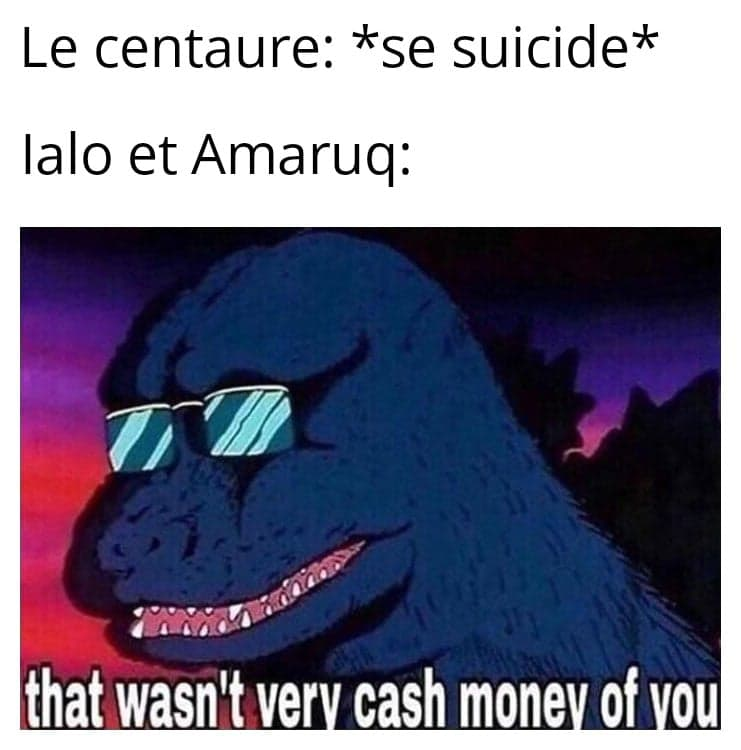 Le centaure: *se suicide*
Ialo et Amaruq:
that wasn't very cash money of you